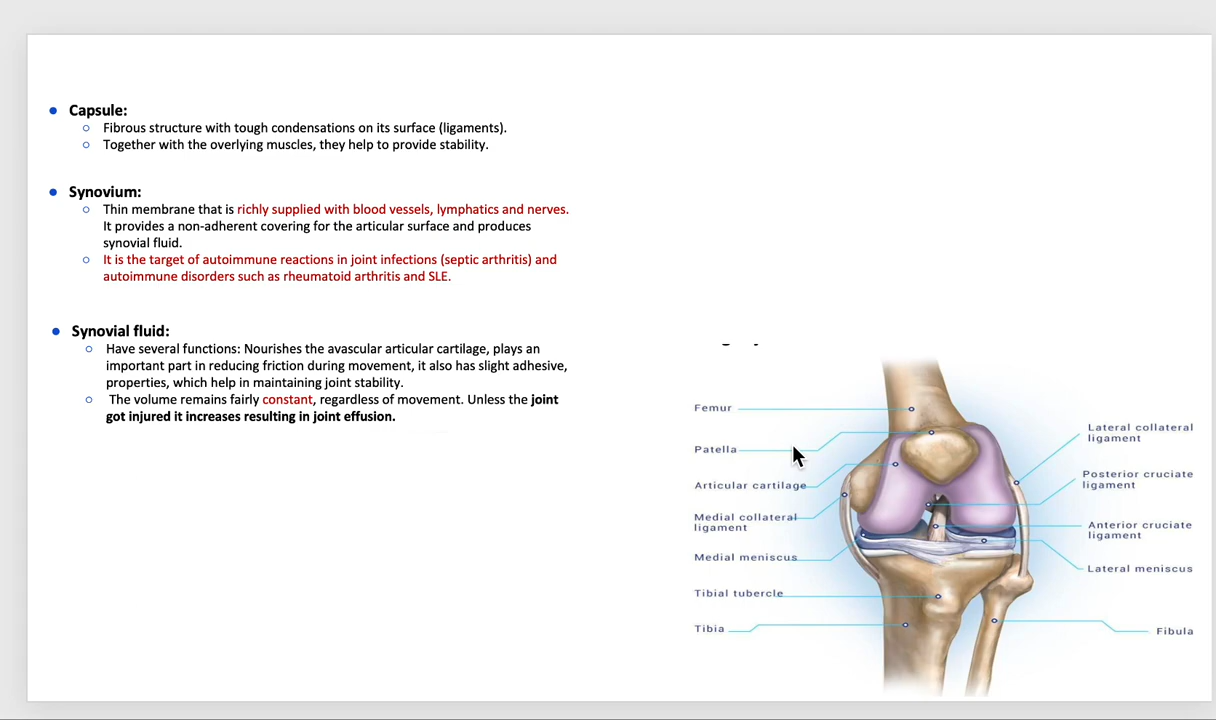 ● Capsule:
○ Fibrous structure with tough condensations on its surface (ligaments).
○ Together with the overlying muscles, they help to provide stability.
● Synovium:
○ Thin membrane that is richly supplied with blood vessels, lymphatics and nerves.
It provides a non-adherent covering for the articular surface and produces
synovial fluid.
○ It is the target of autoimmune reactions in joint infections (septic arthritis) and
autoimmune disorders such as rheumatoid arthritis and SLE.
● Synovial fluid:
○ Have several functions: Nourishes the avascular articular cartilage, plays an
important part in reducing friction during movement, it also has slight adhesive,
properties, which help in maintaining joint stability.
○ The volume remains fairly constant, regardless of movement. Unless the joint
got injured it increases resulting in joint effusion.
Femur
Patella
Articular cartilage
Medial collateral
ligament
Medial meniscus
Tibial tubercle
Tibia
Lateral collateral
ligament
Posterior cruciate
ligament
Anterior cruciate
ligament
Lateral meniscus
Fibula